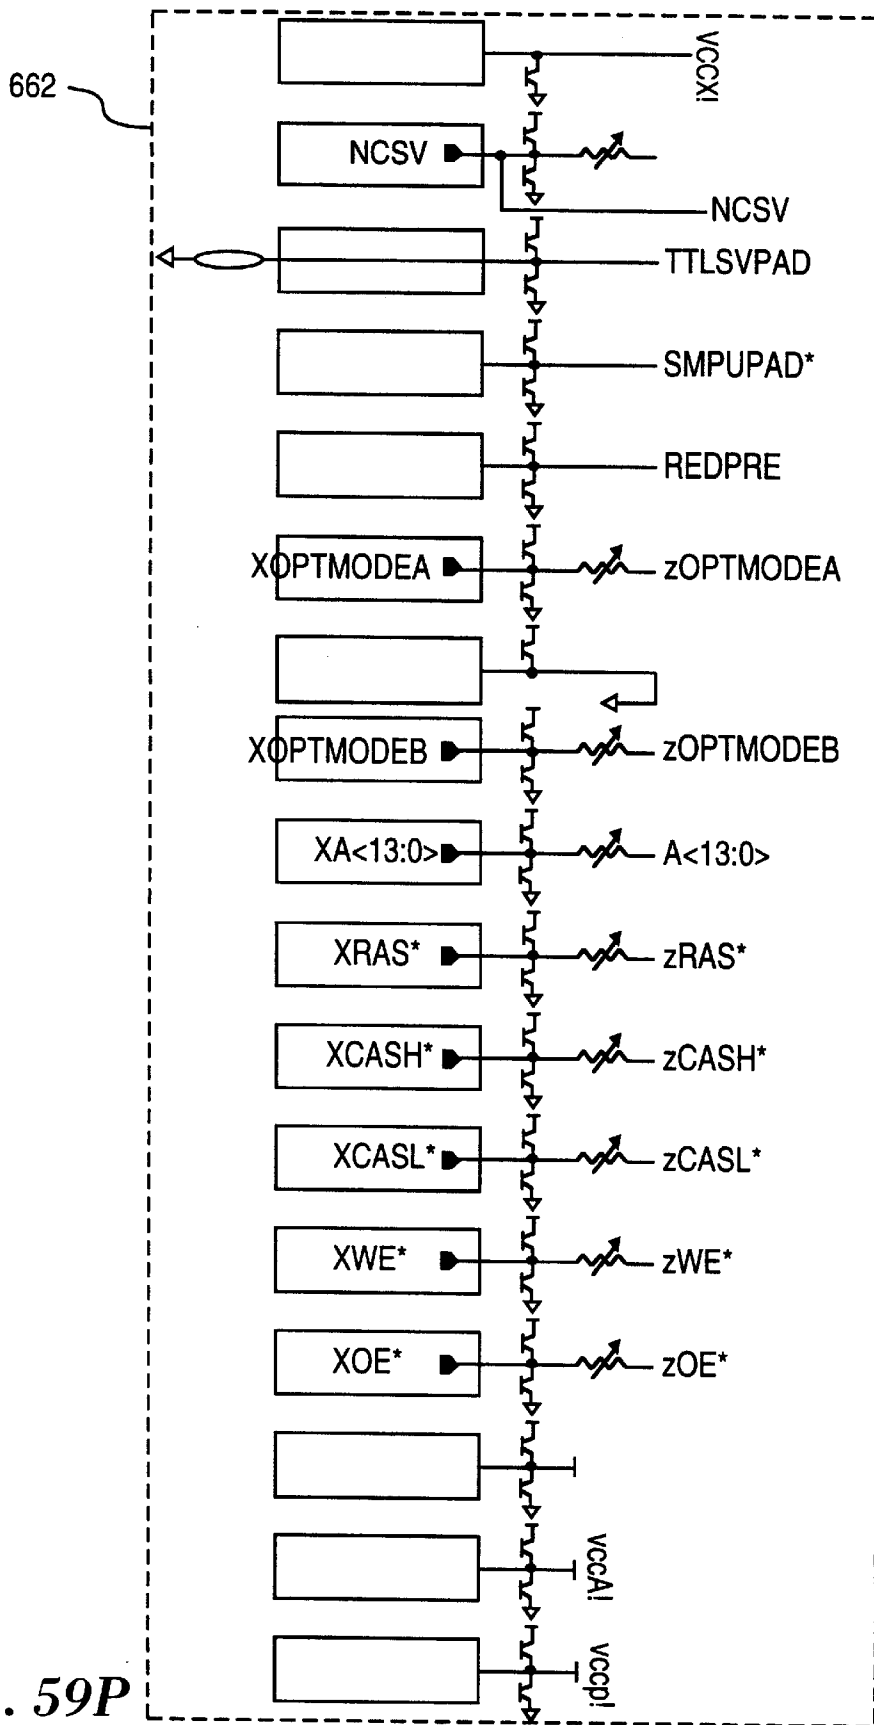 VCCX!
662
NCSV
NCSV
TTLSVPAD
SMPUPAD*
REDPRE
XOPTMODEA zOPTMODEA
XOPTMODEB zOPTMODEB
XA<13:0> A<13:0>
XRAS* zRAS*
XCASH* zCASH*
XCASL* zCASL*
XWE* zWE*
XOE* zOE*
vccA!
vccp!
. 59P